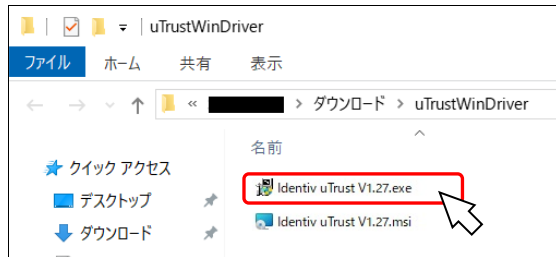 uTrustWinDriver
ファイル ホーム 共有 表示
« > ダウンロード > uTrustWinDriver
名前
クイック アクセス
Identiv uTrust V1.27.exe
デスクトップ
Identiv uTrust V1.27.msi
ダウンロード